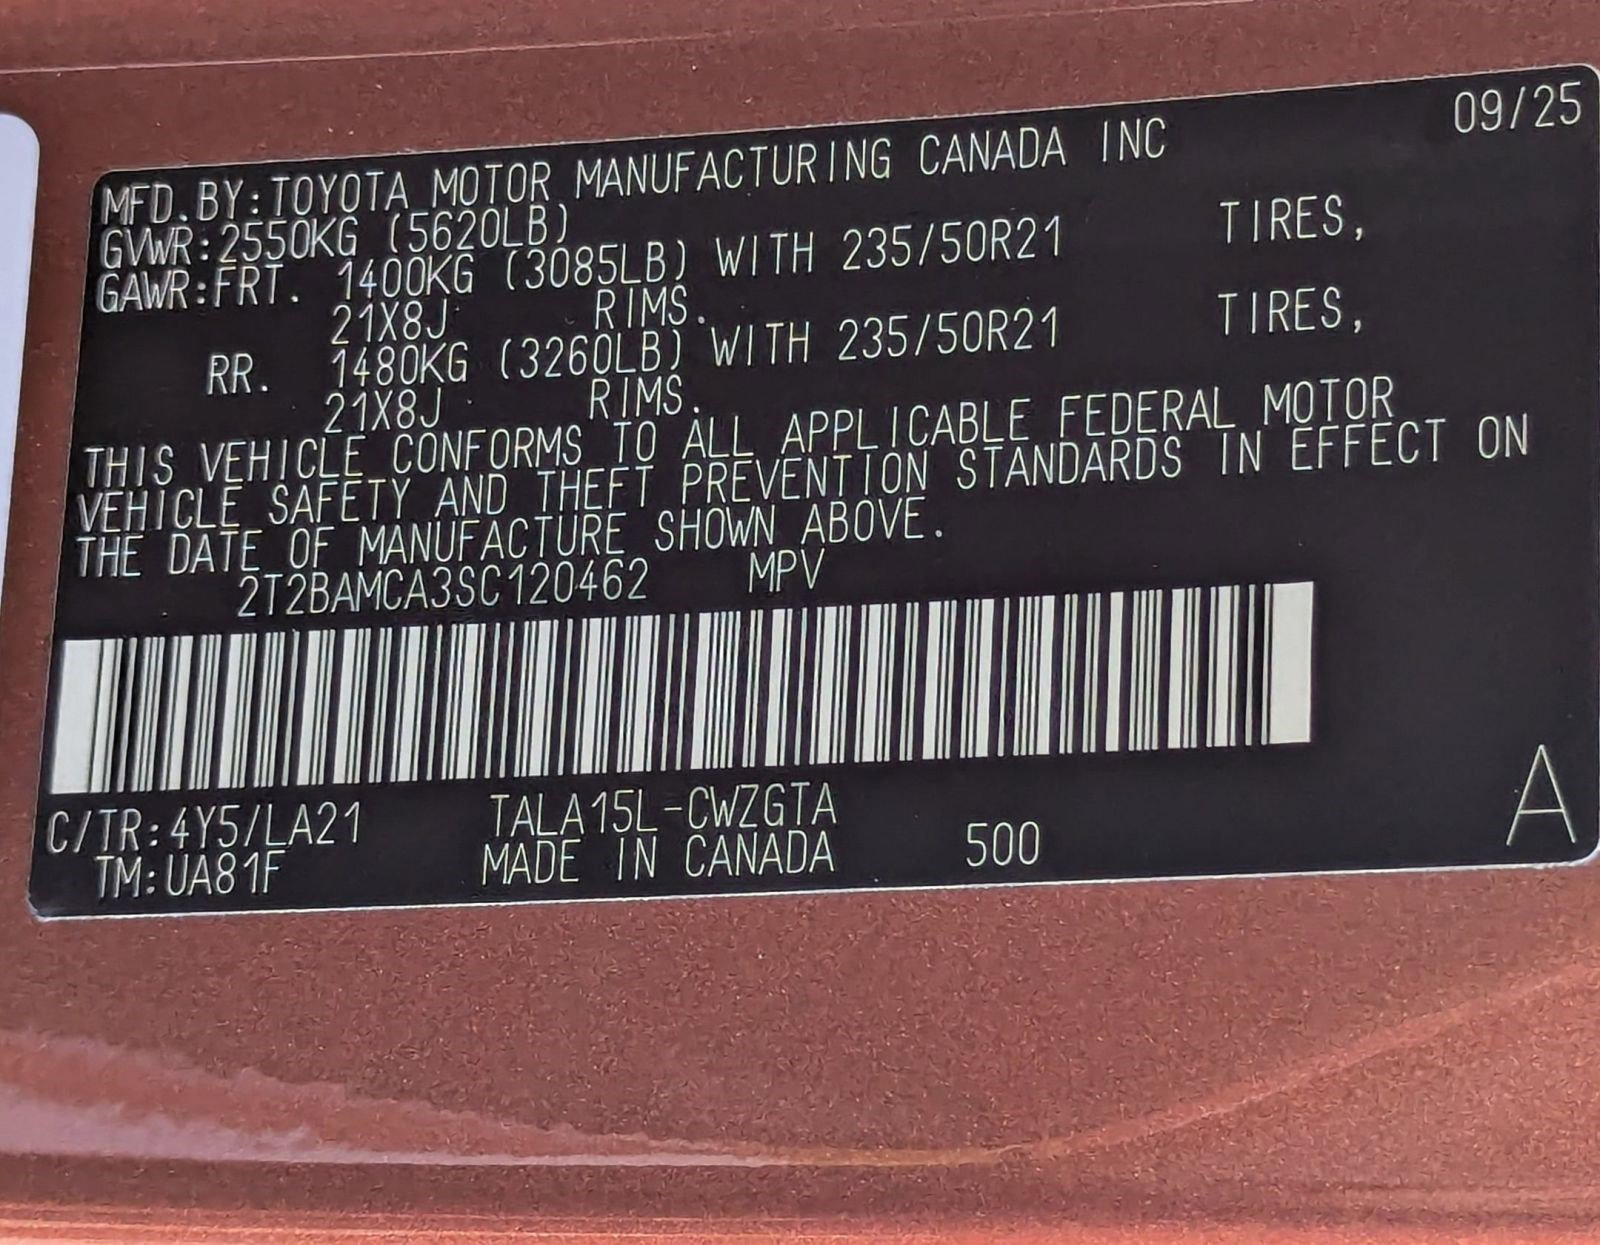 09/25
MFD.BY:TOYOTA MOTOR MANUFACTURING CANADA INC
GVWR:2550KG (5620LB)
GAWR:FRT. 1400KG (3085LB) WITH 235/50R21 TIRES,
21X8J RIMS.
RR. 1480KG (3260LB) WITH 235/50R21 TIRES,
21X8J RIMS.
THIS VEHICLE CONFORMS TO ALL APPLICABLE FEDERAL MOTOR
VEHICLE SAFETY AND THEFT PREVENTION STANDARDS IN EFFECT ON
THE DATE OF MANUFACTURE SHOWN ABOVE.
2T2BAMCA3SC120462 MPV
C/TR:4Y5/LA21 TALA15L-CWZGTA
TM:UA81F MADE IN CANADA 500 A